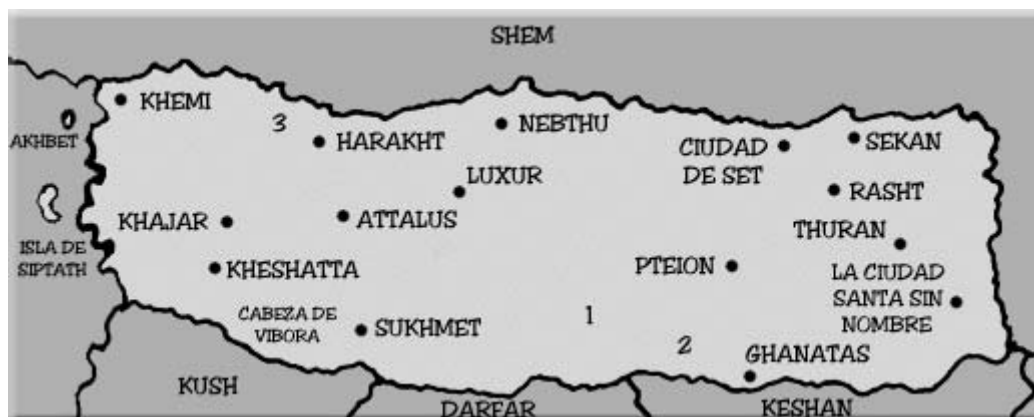 SHEM
KHEMI
3
NEBTHU
AKHBET
HARAKHT
CIUDAD
DE SET
SEKAN
LUXUR
RASHT
KHAJAR
ATTALUS
THURAN
ISLA DE
SIPTATH
KHESHATTA
PTEION
LA CIUDAD
SANTA SIN
NOMBRE
CABEZA DE
VIBORA
SUKHMET
1
2
GHANATAS
KUSH
DARFAR
KESHAN